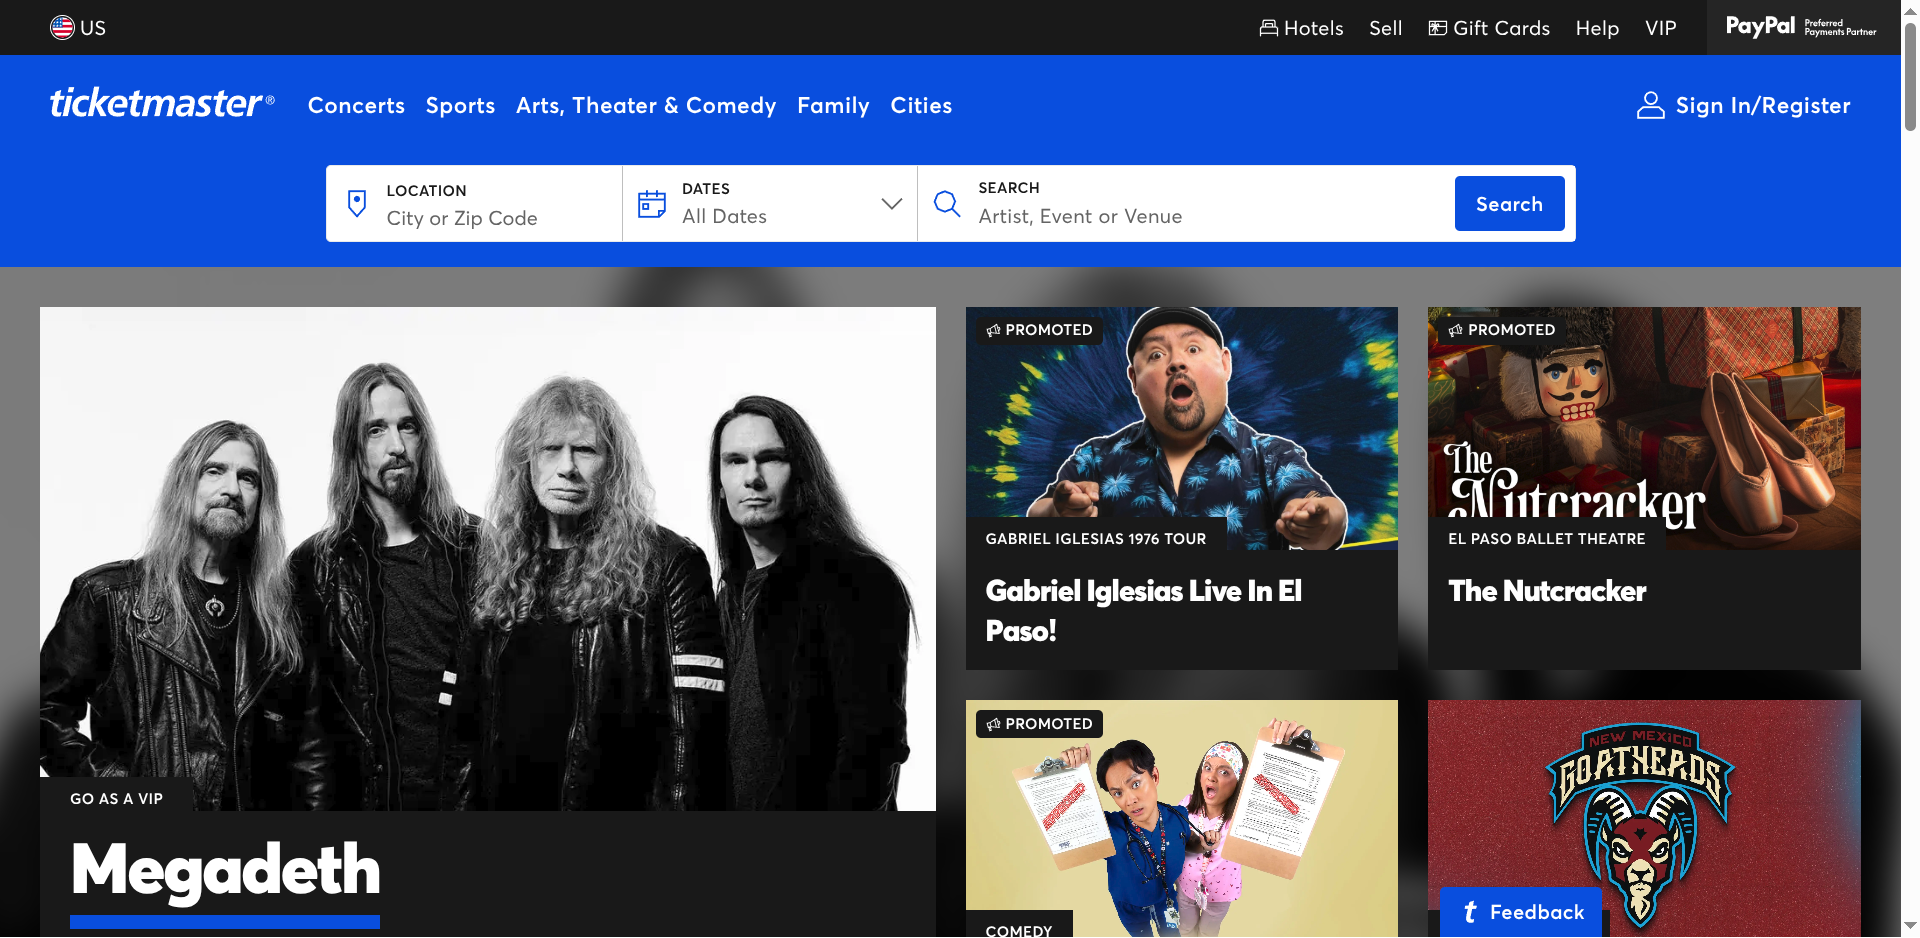 US
Hotels
Sell
Gift Cards
Help
VIP
PayPal
Preferred
Payments Partner
ticketmaster®
Concerts
Sports
Arts, Theater & Comedy
Family
Cities
Sign In/Register
LOCATION
City or Zip Code
DATES
All Dates
SEARCH
Artist, Event or Venue
Search
GO AS A VIP
Megadeth
PROMOTED
GABRIEL IGLESIAS 1976 TOUR
Gabriel Iglesias Live In El
Paso!
PROMOTED
The
Nutcracker
EL PASO BALLET THEATRE
The Nutcracker
PROMOTED
COMEDY
NEW MEXICO
GOATHEADS
t Feedback